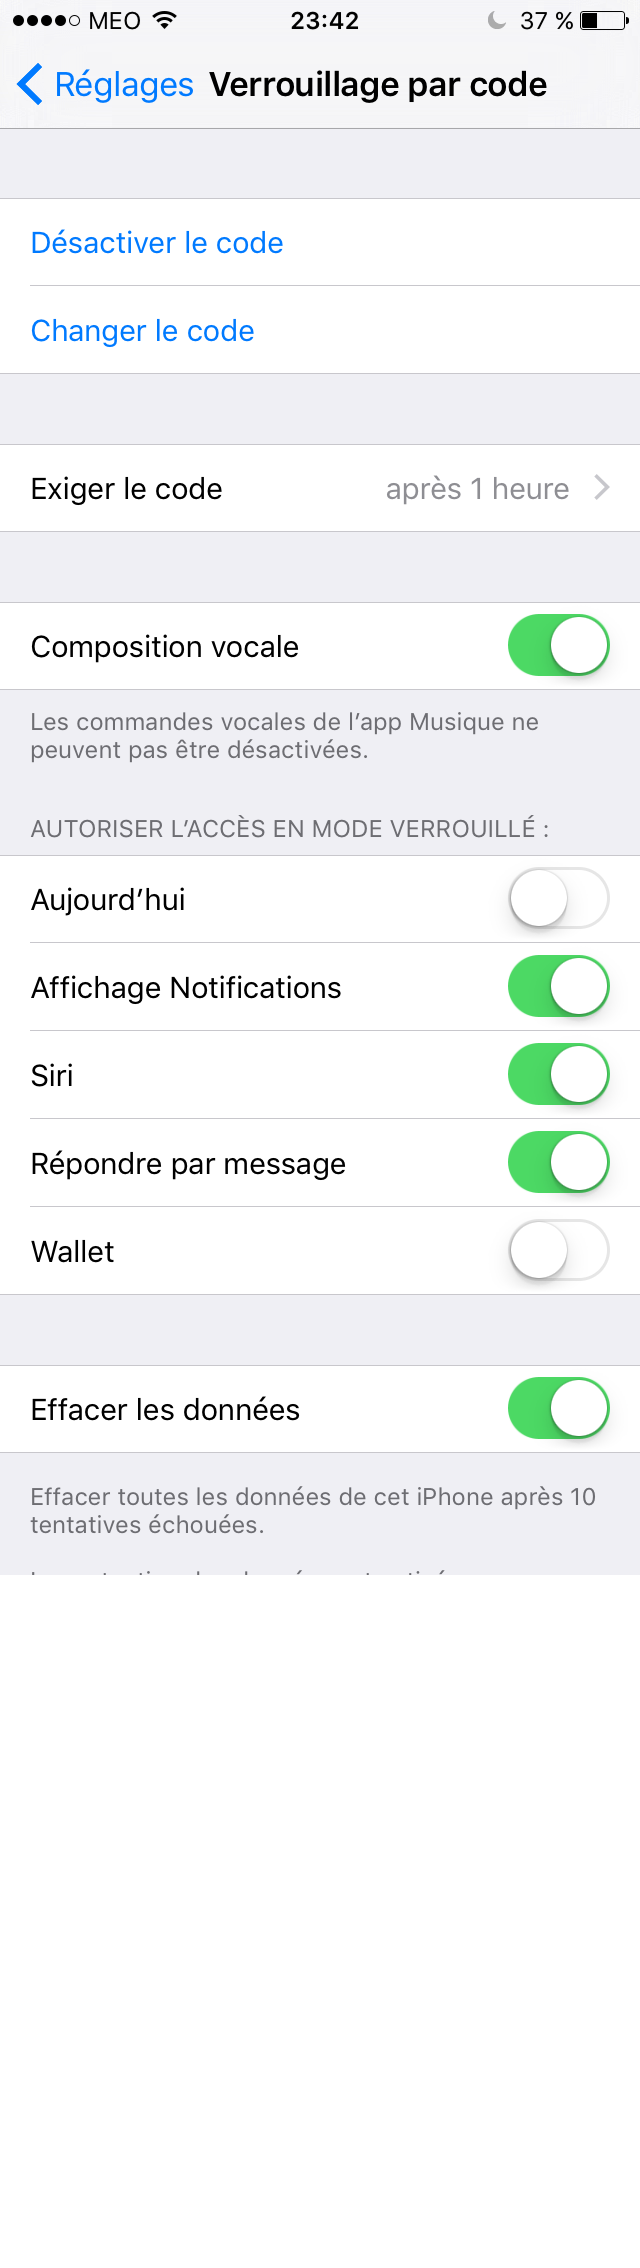 MEO 23:42 37 %
Réglages Verrouillage par code
Désactiver le code
Changer le code
Exiger le code après 1 heure
Composition vocale
Les commandes vocales de l’app Musique ne
peuvent pas être désactivées.
AUTORISER L’ACCÈS EN MODE VERROUILLÉ :
Aujourd’hui
Affichage Notifications
Siri
Répondre par message
Wallet
Effacer les données
Effacer toutes les données de cet iPhone après 10
tentatives échouées.